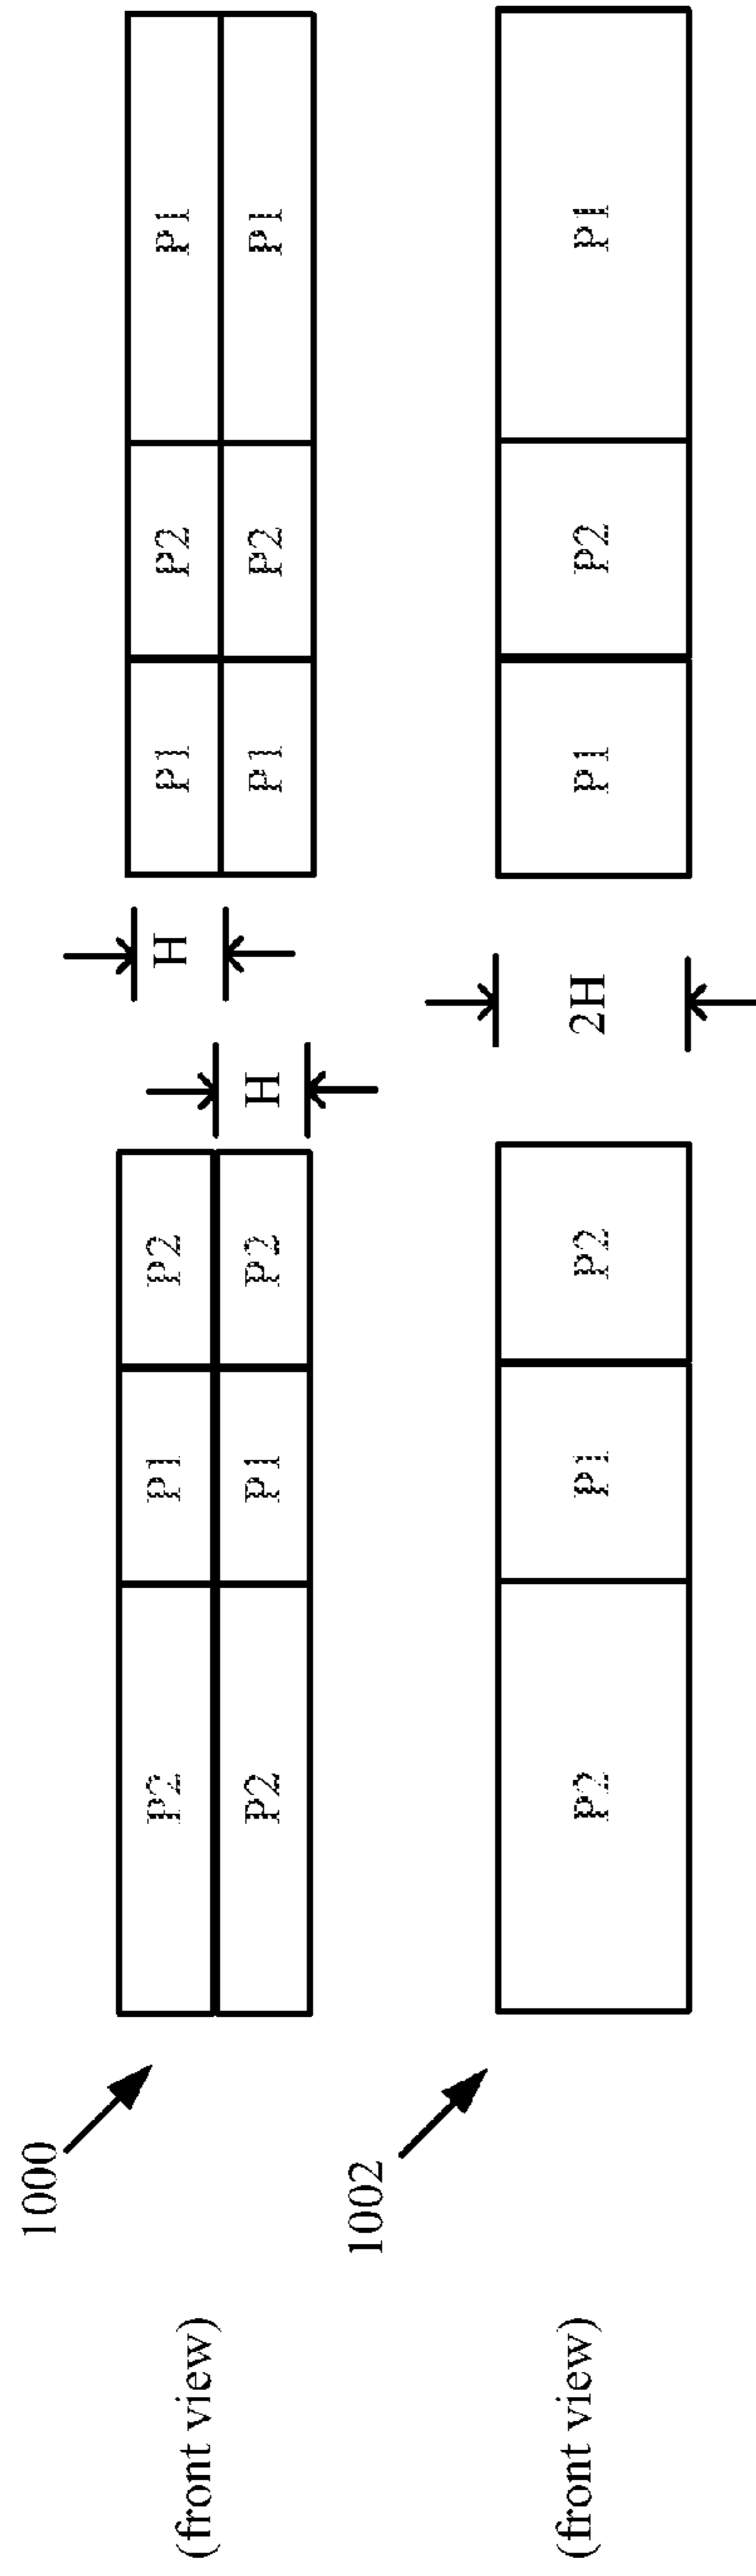 1000
(front view) P2 P1 P2 H P1 P2 P1
P2 P1 P2 H P1 P2 P1
1002
(front view) P2 P1 P2 2H P1 P2 P1